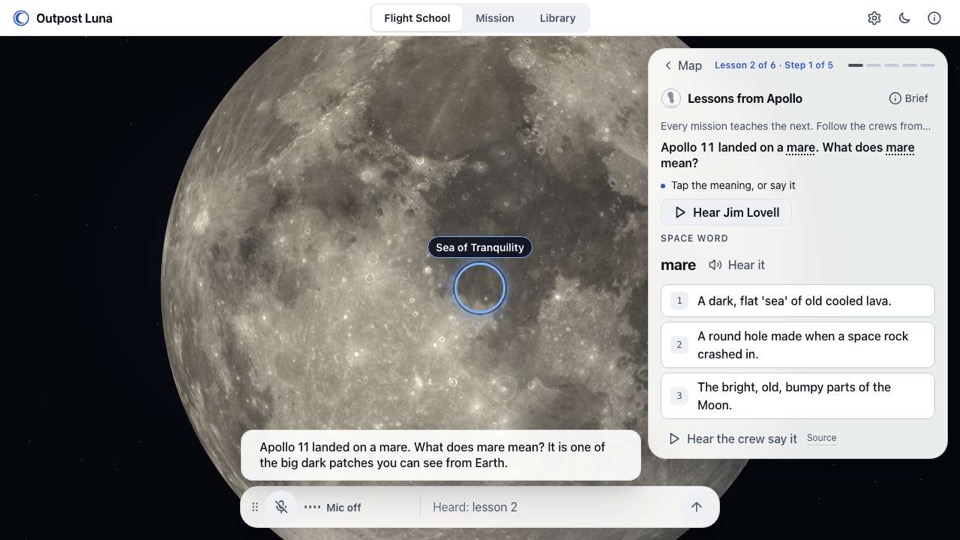 Outpost Luna
Flight School
Mission
Library
Map
Lesson 2 of 6 · Step 1 of 5
Lessons from Apollo
Brief
Every mission teaches the next. Follow the crews from...
Apollo 11 landed on a mare. What does mare
mean?
Tap the meaning, or say it
Hear Jim Lovell
SPACE WORD
mare
Hear it
1 A dark, flat 'sea' of old cooled lava.
2 A round hole made when a space rock
crashed in.
3 The bright, old, bumpy parts of the
Moon.
Hear the crew say it Source
Sea of Tranquility
Apollo 11 landed on a mare. What does mare mean? It is one of
the big dark patches you can see from Earth.
Mic off
Heard: lesson 2